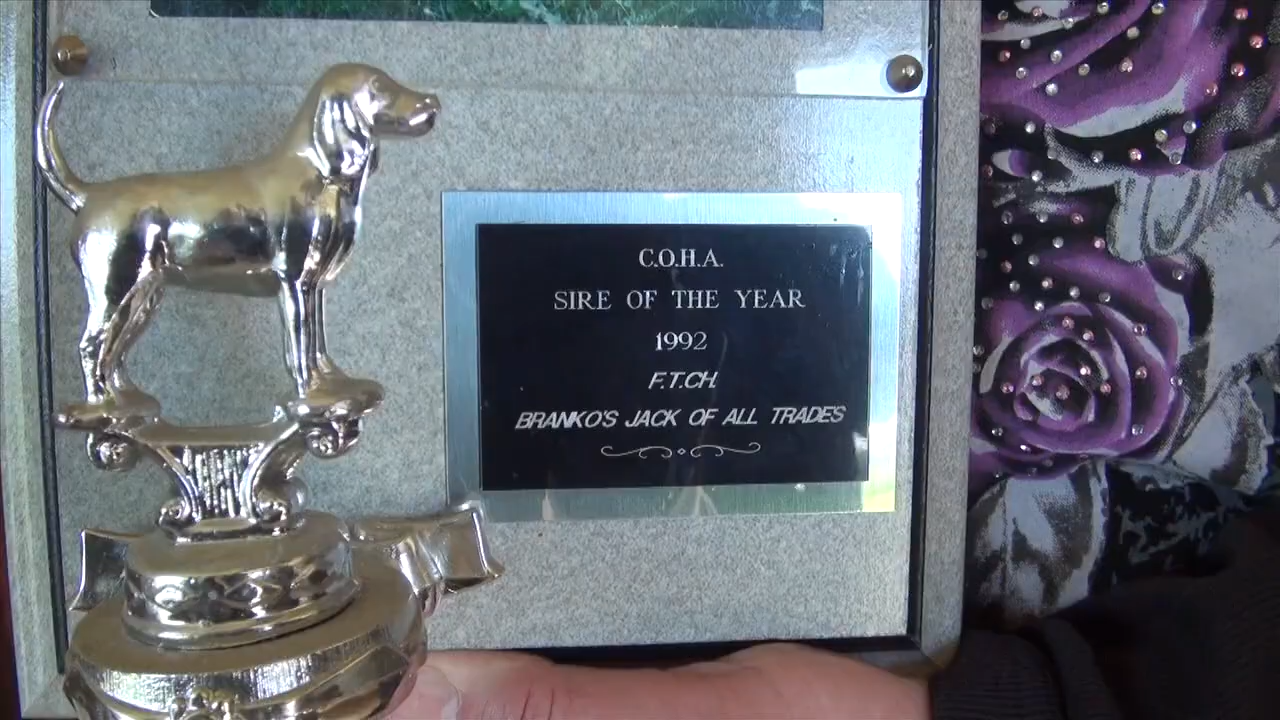 C.O.H.A.
SIRE OF THE YEAR
1992
F.T.CH.
BRANKO'S JACK OF ALL TRADES